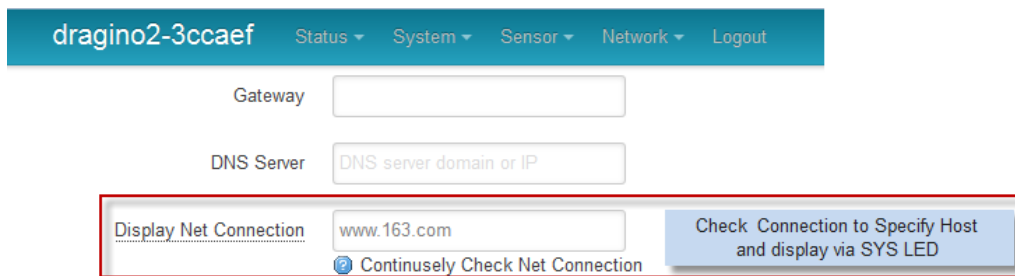 dragino2-3ccaef Status System Sensor Network Logout
Gateway
DNS Server DNS server domain or IP
Display Net Connection www.163.com
Continusely Check Net Connection
Check Connection to Specify Host
and display via SYS LED